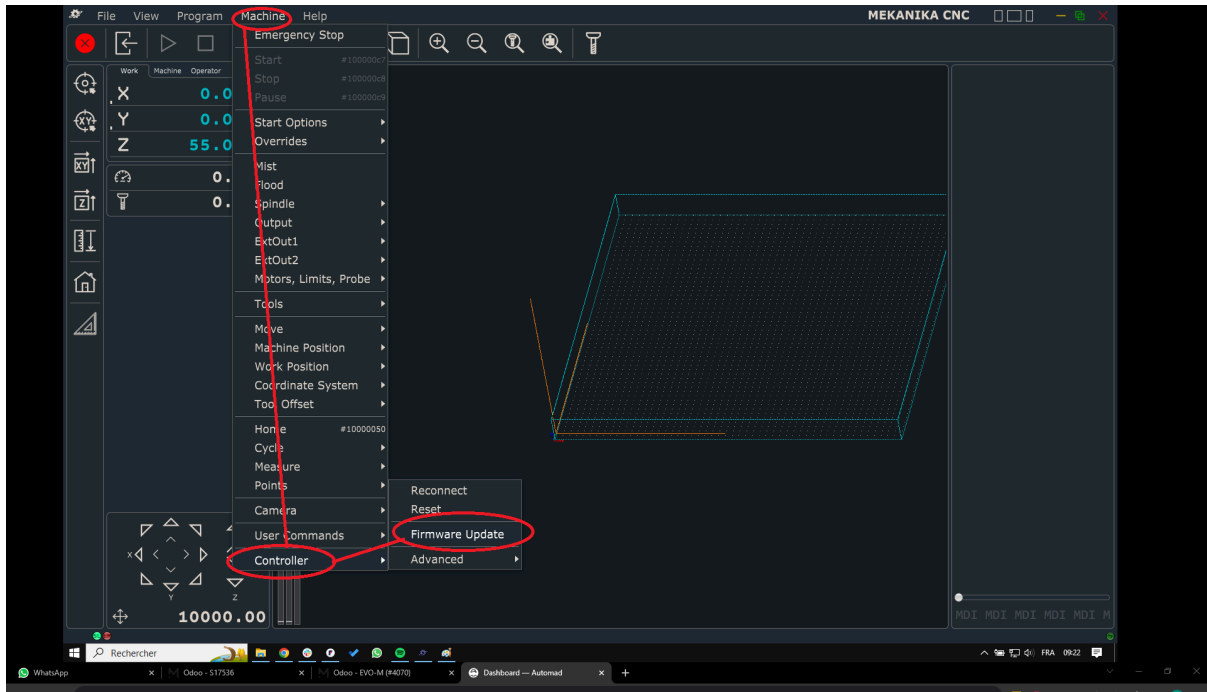 File View Program Machine Help MEKANIKA CNC
Emergency Stop
Start #100000c7
Stop #100000c8
Pause #100000c9
Start Options
Overrides
Mist
Flood
Spindle
Output
ExtOut1
ExtOut2
Motors, Limits, Probe
Tools
Move
Machine Position
Work Position
Coordinate System
Tool Offset
Home #10000050
Cycle
Measure
Points
Camera
User Commands
Controller
Reconnect
Reset
Firmware Update
Advanced
Work Machine Operator
X 0.0
Y 0.0
Z 55.0
0.
0.
XY
XY
Z
X
Y Z
10000.00
MDI MDI MDI MDI MDI M
Rechercher
FRA 09:22
WhatsApp Odoo - S17536 Odoo - EVO-M (#4070) Dashboard — Automad